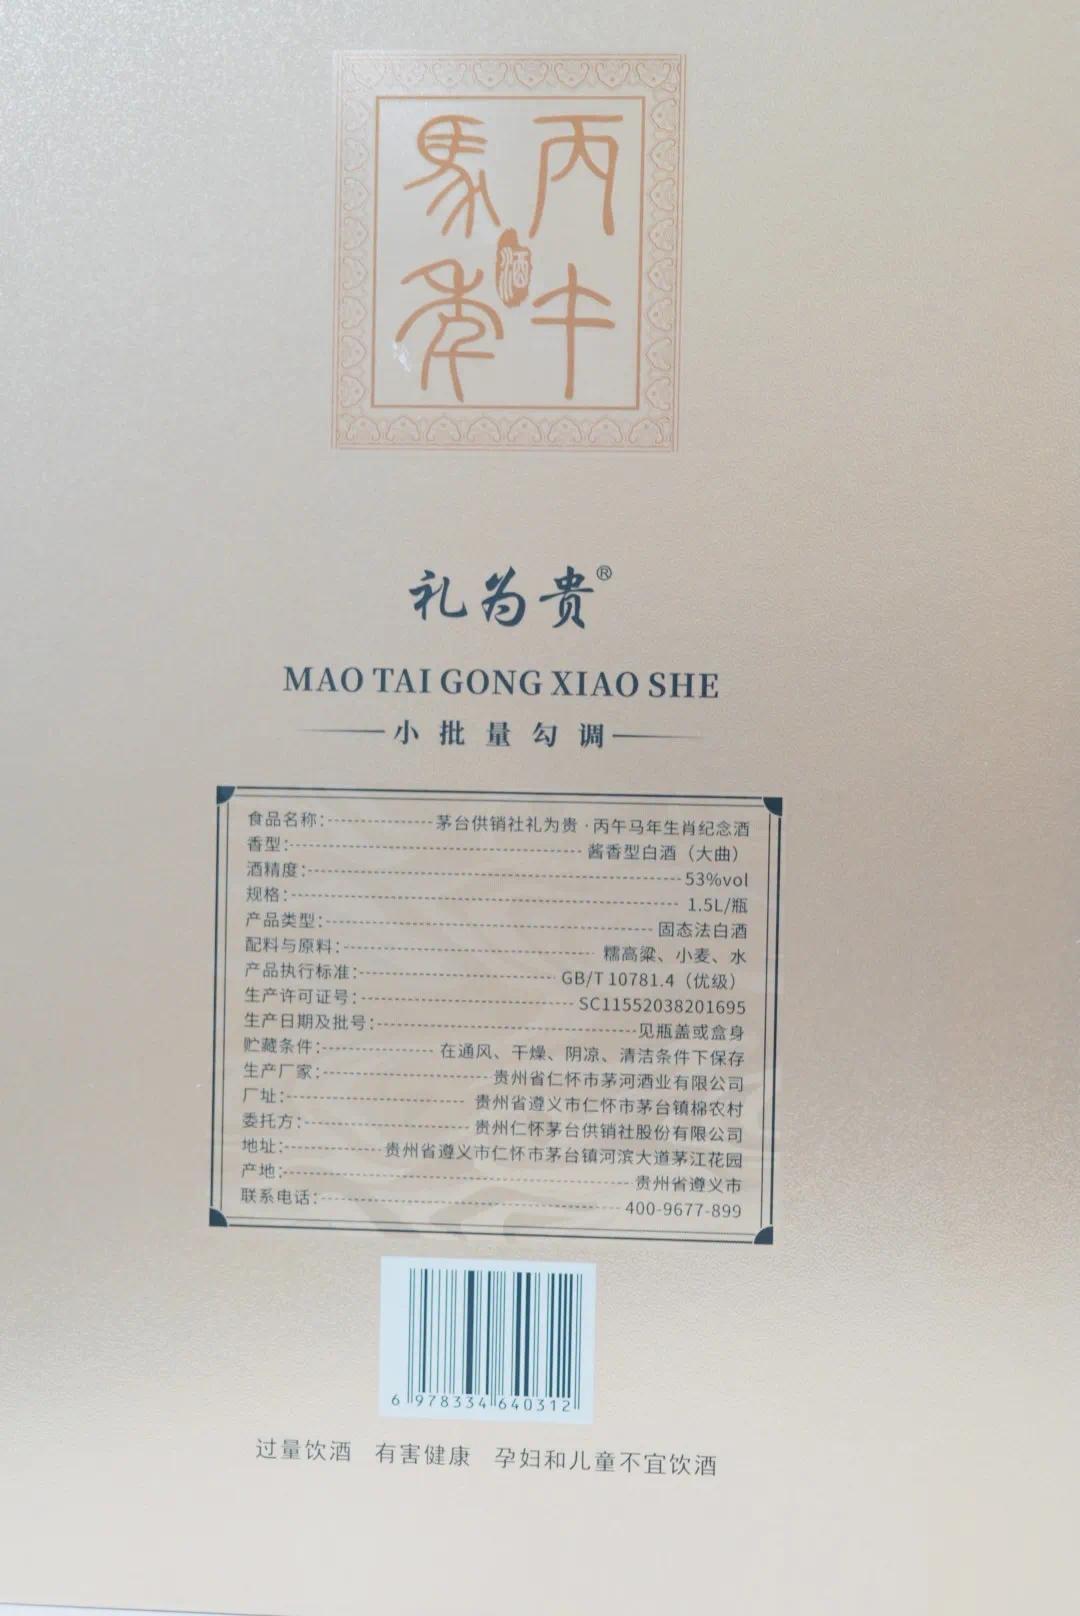 丙午
馬年
酒
礼为贵®
MAO TAI GONG XIAO SHE
小批量勾调
食品名称：茅台供销社礼为贵·丙午马年生肖纪念酒
香型：酱香型白酒（大曲）
酒精度：53%vol
规格：1.5L/瓶
产品类型：固态法白酒
配料与原料：糯高粱、小麦、水
产品执行标准：GB/T 10781.4（优级）
生产许可证号：SC11552038201695
生产日期及批号：见瓶盖或盒身
贮藏条件：在通风、干燥、阴凉、清洁条件下保存
生产厂家：贵州省仁怀市茅河酒业有限公司
厂址：贵州省遵义市仁怀市茅台镇棉农村
委托方：贵州仁怀茅台供销社股份有限公司
地址：贵州省遵义市仁怀市茅台镇河滨大道茅江花园
产地：贵州省遵义市
联系电话：400-9677-899
6 978334 640312
过量饮酒 有害健康 孕妇和儿童不宜饮酒